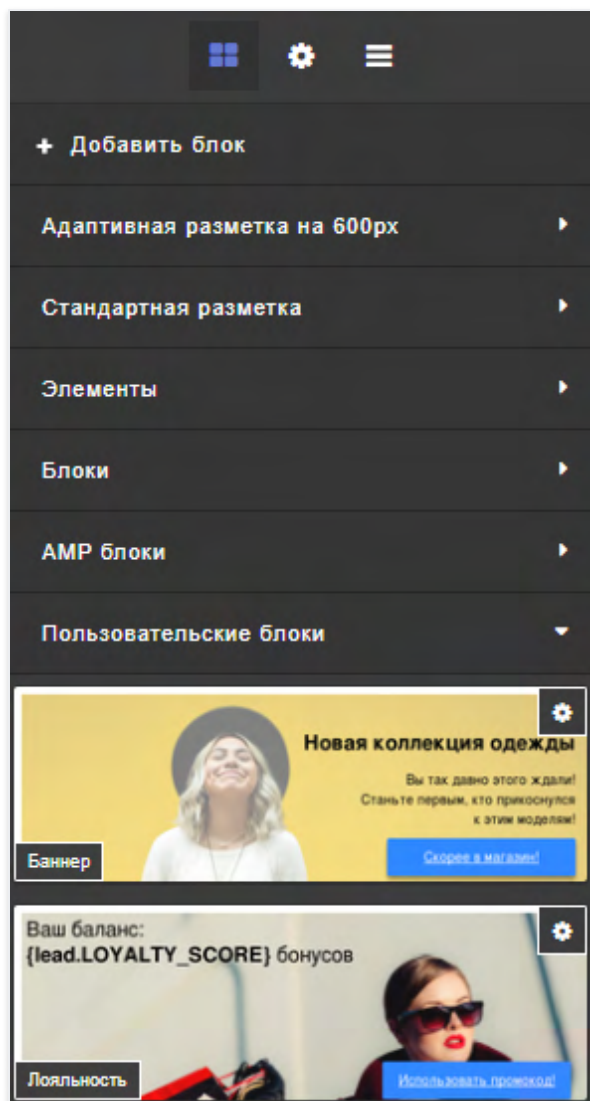 Добавить блок
Адаптивная разметка на 600px
Стандартная разметка
Элементы
Блоки
AMP блоки
Пользовательские блоки
Новая коллекция одежды
Вы так давно этого ждали!
Станьте первым, кто прикоснулся
к этим моделям!
Скорее в магазин!
Баннер
Ваш баланс:
{lead.LOYALTY_SCORE} бонусов
Лояльность
Использовать промокод!